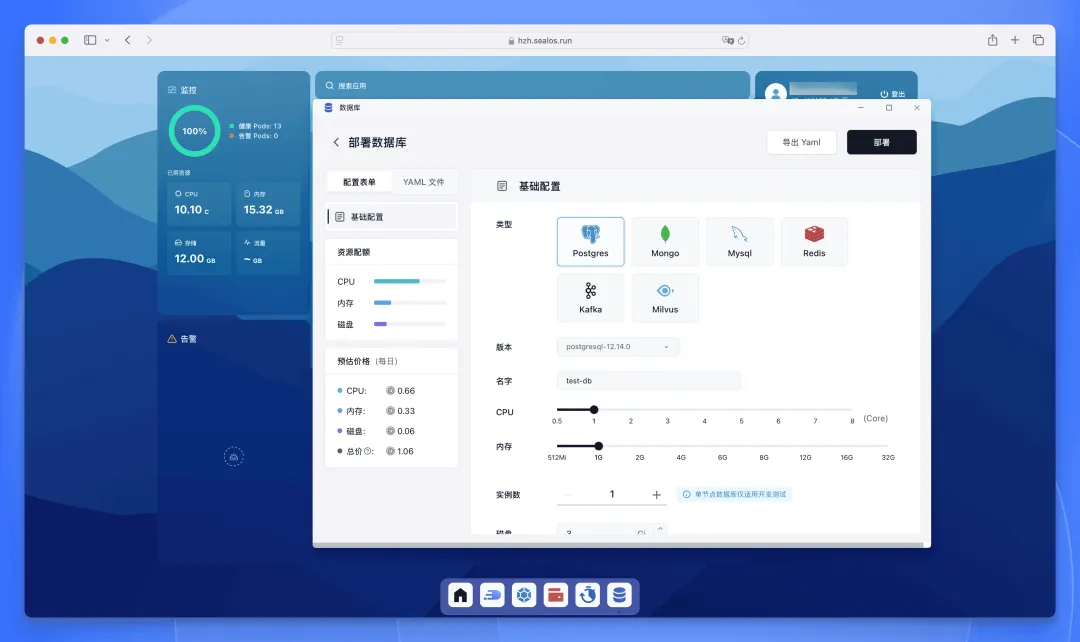 hzh.sealos.run
监控
100%
健康 Pods: 13
告警 Pods: 0
已用资源
CPU
10.10 C
内存
15.32 GB
存储
12.00 GB
流量
~ GB
告警
搜索应用
登出
数据库
部署数据库
导出 Yaml
部署
配置表单
YAML 文件
基础配置
资源配额
CPU
内存
磁盘
预估价格 (每日)
CPU: 0.66
内存: 0.33
磁盘: 0.06
总价?: 1.06
基础配置
类型
Postgres
Mongo
Mysql
Redis
Kafka
Milvus
版本
postgresql-12.14.0
名字
test-db
CPU
0.5 1 2 3 4 5 6 7 8 (Core)
内存
512Mi 1G 2G 4G 6G 8G 12G 16G 32G
实例数
1
单节点数据库仅适用开发测试
磁盘
3
Gi